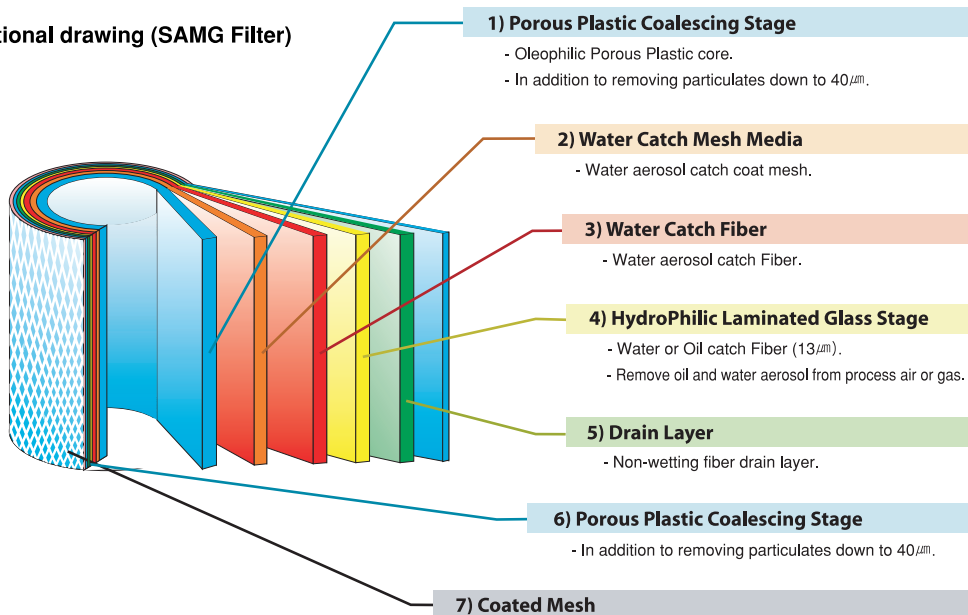 tional drawing (SAMG Filter)
1) Porous Plastic Coalescing Stage
- Oleophilic Porous Plastic core.
- In addition to removing particulates down to 40㎛.
2) Water Catch Mesh Media
- Water aerosol catch coat mesh.
3) Water Catch Fiber
- Water aerosol catch Fiber.
4) HydroPhilic Laminated Glass Stage
- Water or Oil catch Fiber (13㎛).
- Remove oil and water aerosol from process air or gas.
5) Drain Layer
- Non-wetting fiber drain layer.
6) Porous Plastic Coalescing Stage
- In addition to removing particulates down to 40㎛.
7) Coated Mesh